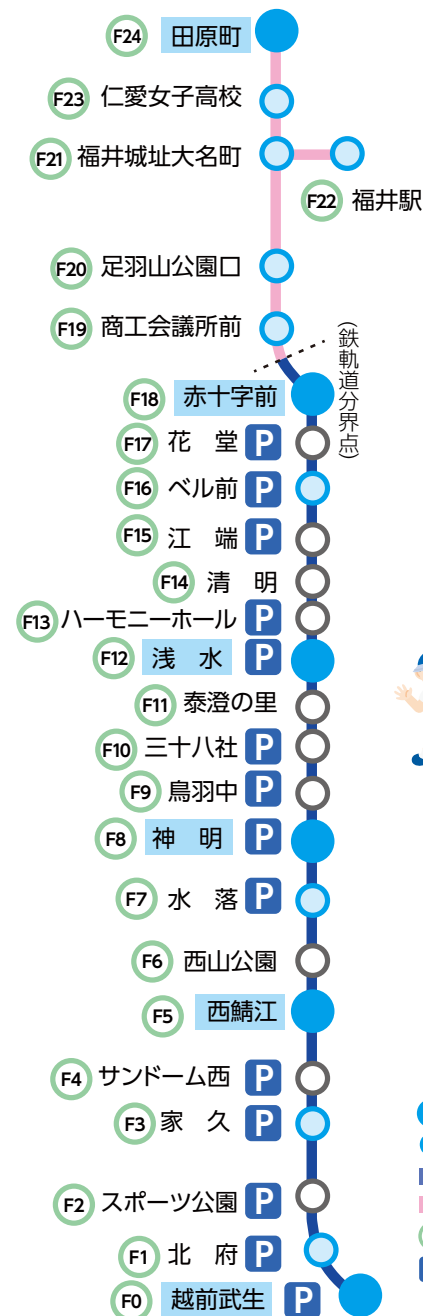 F24 田原町
F23 仁愛女子高校
F21 福井城址大名町
F22 福井駅
F20 足羽山公園口
F19 商工会議所前
(鉄軌道分界点)
F18 赤十字前
F17 花 堂 P
F16 ベル前 P
F15 江 端 P
F14 清 明
F13 ハーモニーホール P
F12 浅 水 P
F11 泰澄の里
F10 三十八社 P
F9 鳥羽中 P
F8 神 明 P
F7 水 落 P
F6 西山公園
F5 西鯖江
F4 サンドーム西 P
F3 家 久 P
F2 スポーツ公園 P
F1 北 府 P
F0 越前武生 P